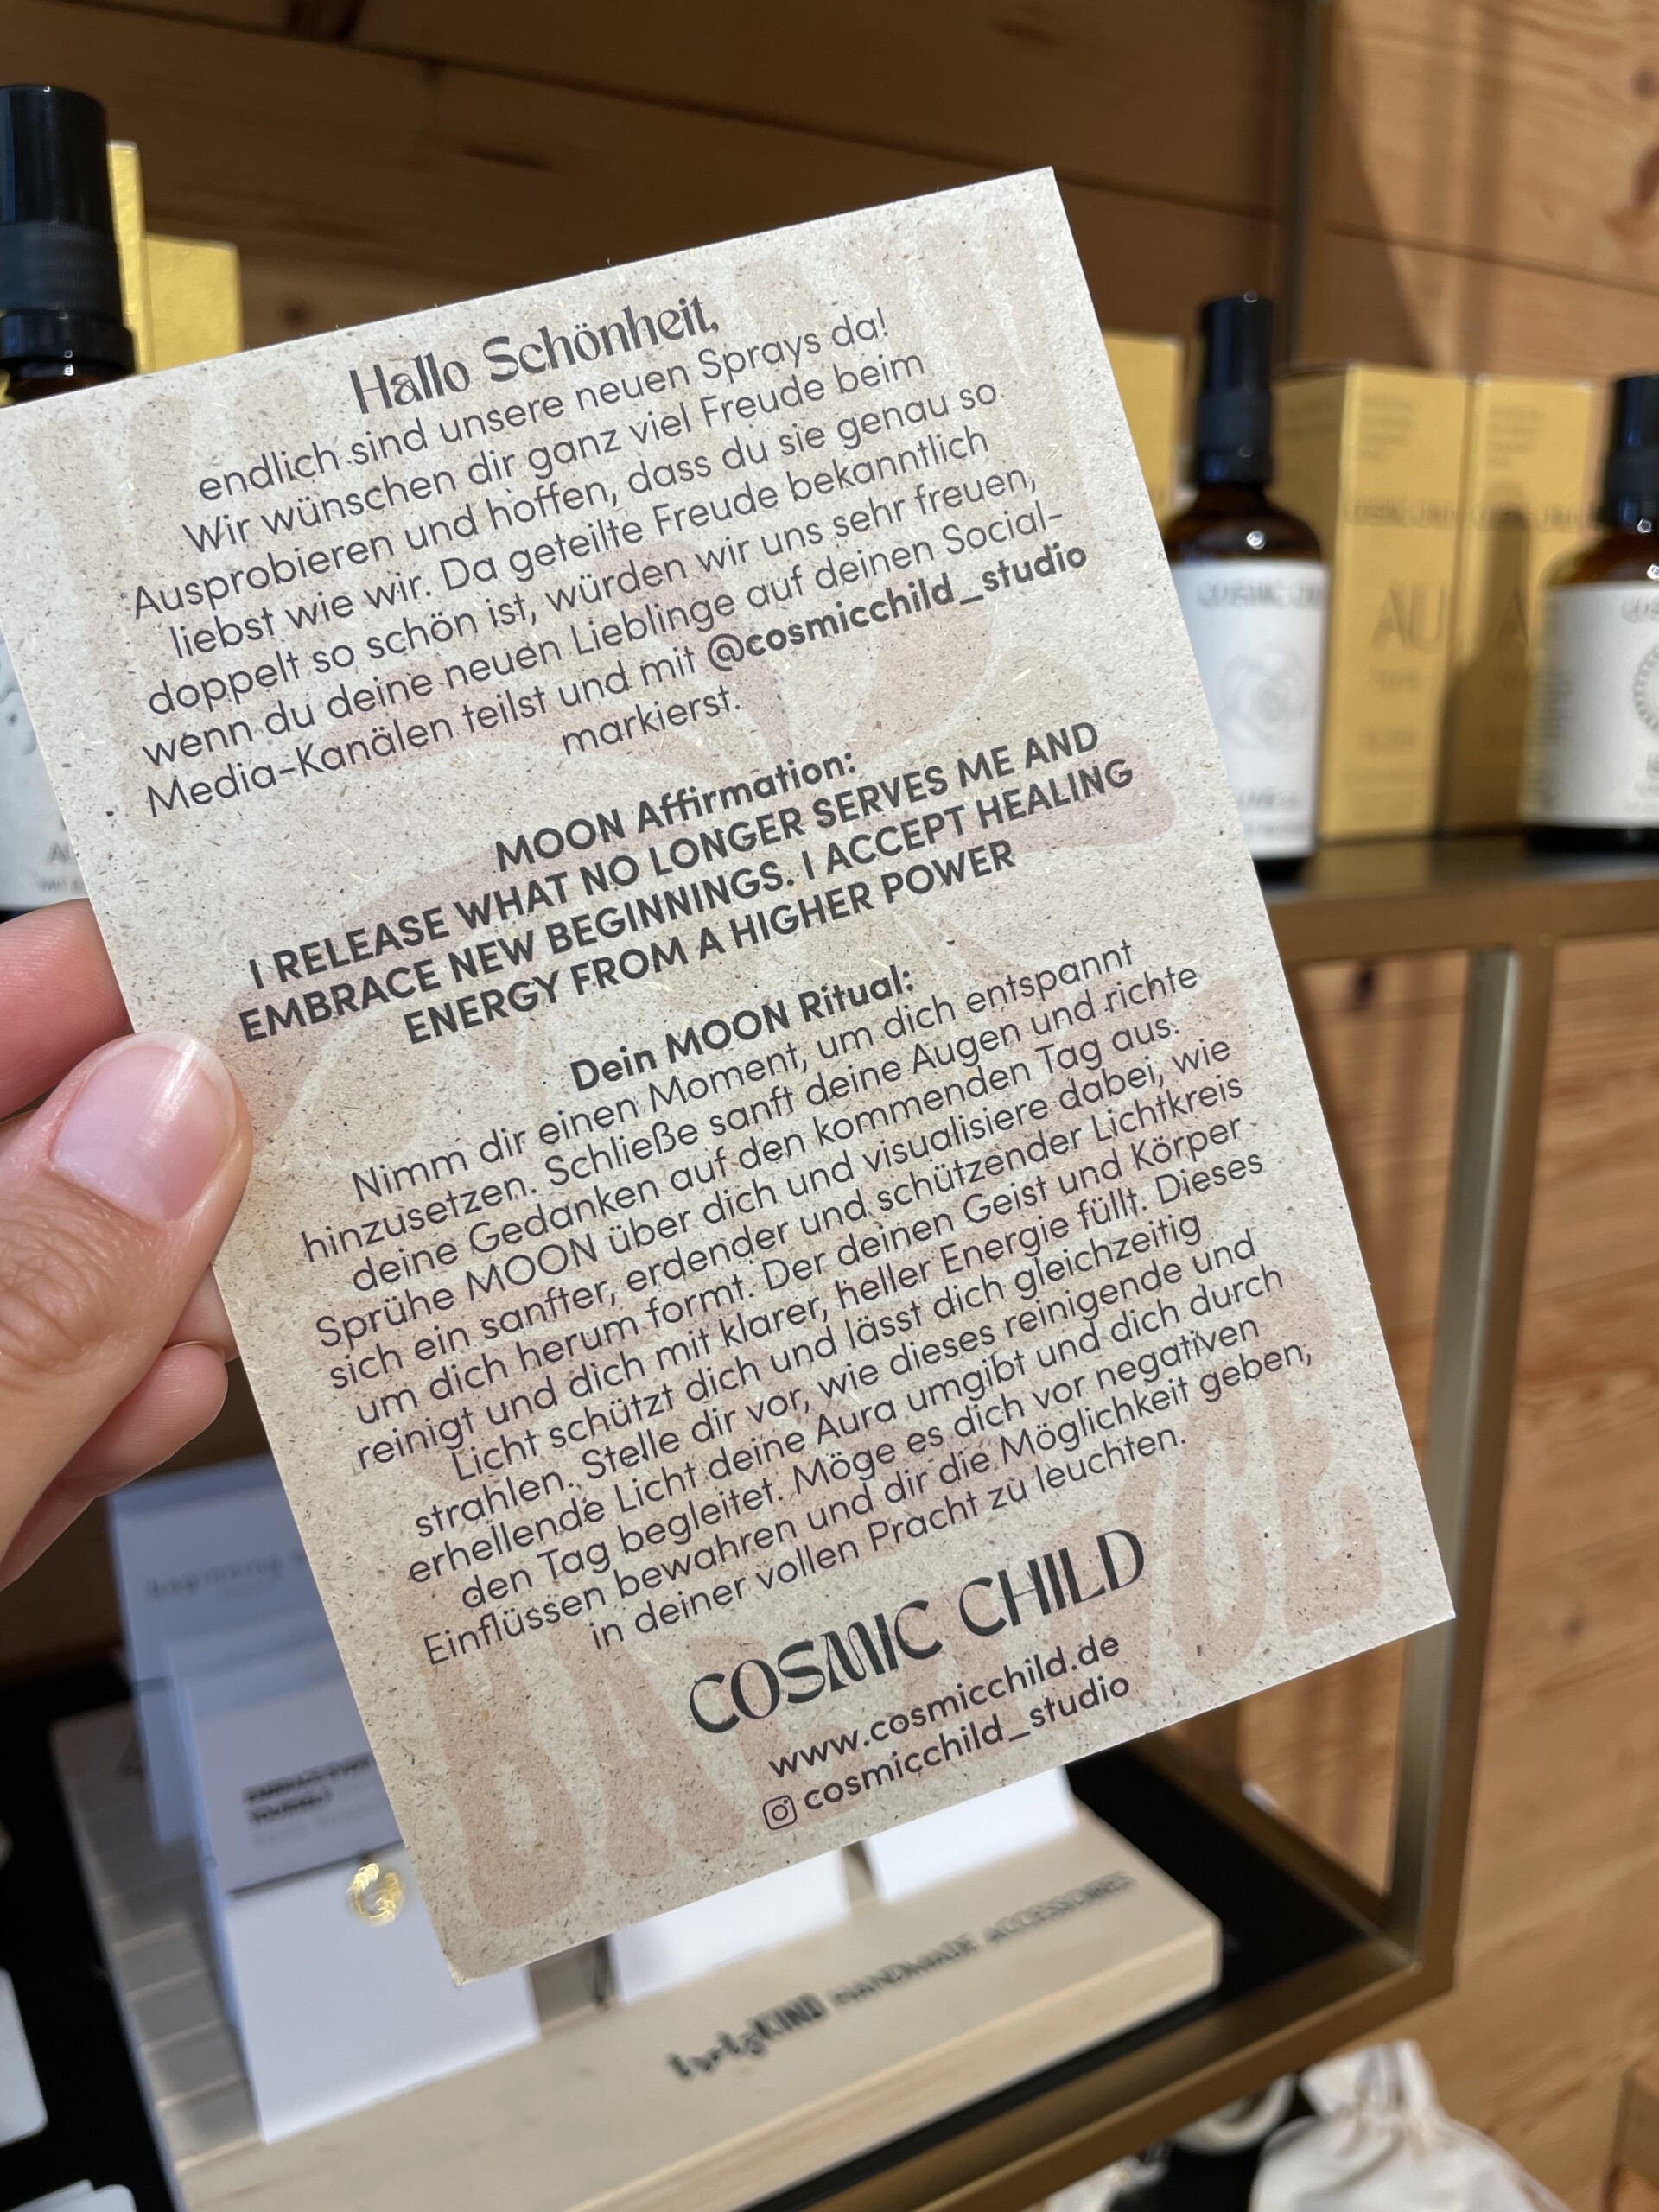 Hallo Schönheit,
endlich sind unsere neuen Sprays da!
Wir wünschen dir ganz viel Freude beim
Ausprobieren und hoffen, dass du sie genau so
liebst wie wir. Da geteilte Freude bekanntlich
doppelt so schön ist, würden wir uns sehr freuen,
wenn du deine neuen Lieblinge auf deinen Social-
Media-Kanälen teilst und mit @cosmicchild_studio
markierst.
MOON Affirmation:
I RELEASE WHAT NO LONGER SERVES ME AND
EMBRACE NEW BEGINNINGS. I ACCEPT HEALING
ENERGY FROM A HIGHER POWER
Dein MOON Ritual:
Nimm dir einen Moment, um dich entspannt
hinzusetzen. Schließe sanft deine Augen und richte
deine Gedanken auf den kommenden Tag aus.
Sprühe MOON über dich und visualisiere dabei, wie
sich ein sanfter, erdender und schützender Lichtkreis
um dich herum formt. Der deinen Geist und Körper
reinigt und dich mit klarer, heller Energie füllt. Dieses
Licht schützt dich und lässt dich gleichzeitig
strahlen. Stelle dir vor, wie dieses reinigende und
erhellende Licht deine Aura umgibt und dich durch
den Tag begleitet. Möge es dich vor negativen
Einflüssen bewahren und dir die Möglichkeit geben,
in deiner vollen Pracht zu leuchten.
COSMIC CHILD
www.cosmicchild.de
cosmicchild_studio
BALANCE
COSMIC
AU
HANDMADE ACCESSOIRES